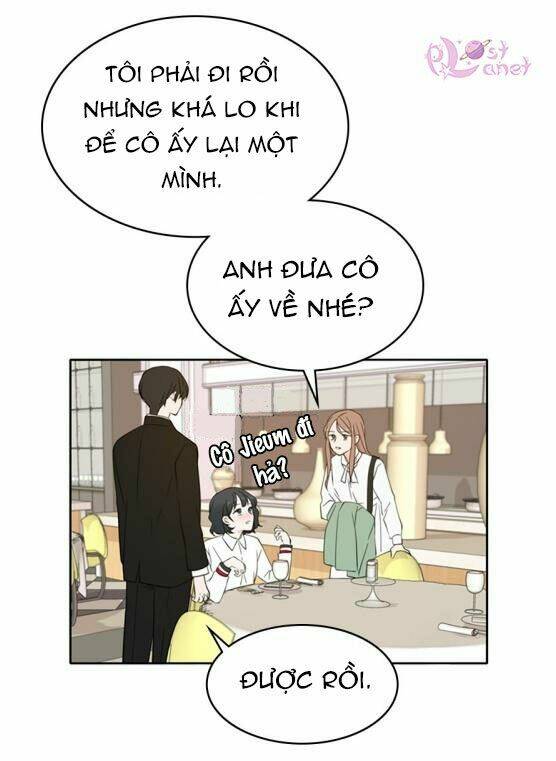 Lost
Planet
TÔI PHẢI ĐI RỒI
NHƯNG KHÁ LO KHI
ĐỂ CÔ ẤY LẠI MỘT
MÌNH.
ANH ĐƯA CÔ
ẤY VỀ NHÉ?
Cô Jieum đi
hả?
ĐƯỢC RỒI.